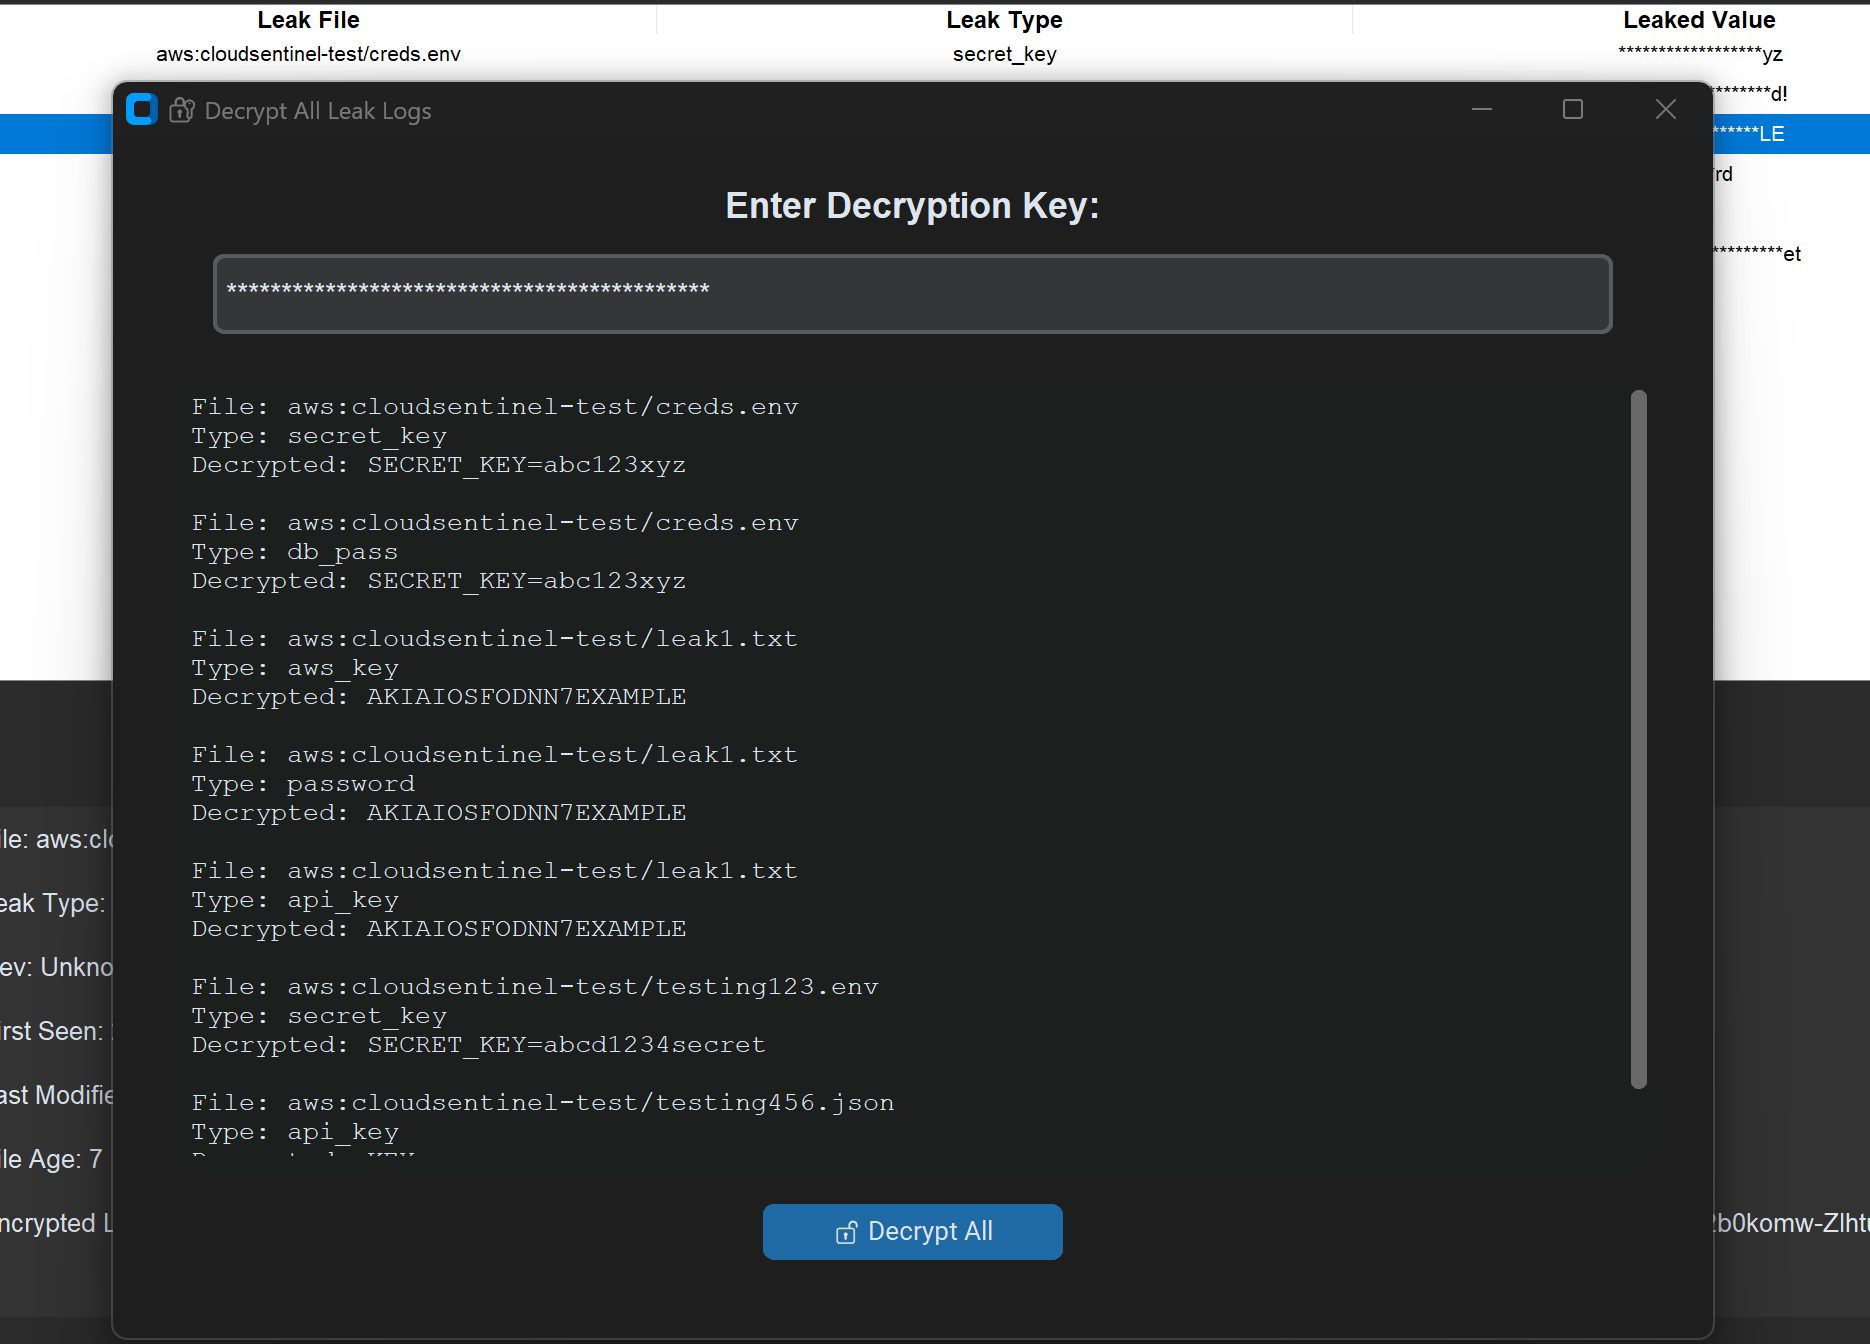 Leak File Leak Type Leaked Value
aws:cloudsentinel-test/creds.env secret_key ******************yz
********d!
******LE
*rd
*********et
Decrypt All Leak Logs
Enter Decryption Key:
********************************************
File: aws:cloudsentinel-test/creds.env
Type: secret_key
Decrypted: SECRET_KEY=abc123xyz
File: aws:cloudsentinel-test/creds.env
Type: db_pass
Decrypted: SECRET_KEY=abc123xyz
File: aws:cloudsentinel-test/leak1.txt
Type: aws_key
Decrypted: AKIAIOSFODNN7EXAMPLE
File: aws:cloudsentinel-test/leak1.txt
Type: password
Decrypted: AKIAIOSFODNN7EXAMPLE
File: aws:cloudsentinel-test/leak1.txt
Type: api_key
Decrypted: AKIAIOSFODNN7EXAMPLE
File: aws:cloudsentinel-test/testing123.env
Type: secret_key
Decrypted: SECRET_KEY=abcd1234secret
File: aws:cloudsentinel-test/testing456.json
Type: api_key
Decrypt All
ile: aws:clo
eak Type:
ev: Unkno
irst Seen:
ast Modifie
ile Age: 7
ncrypted L
b0komw-Zlht